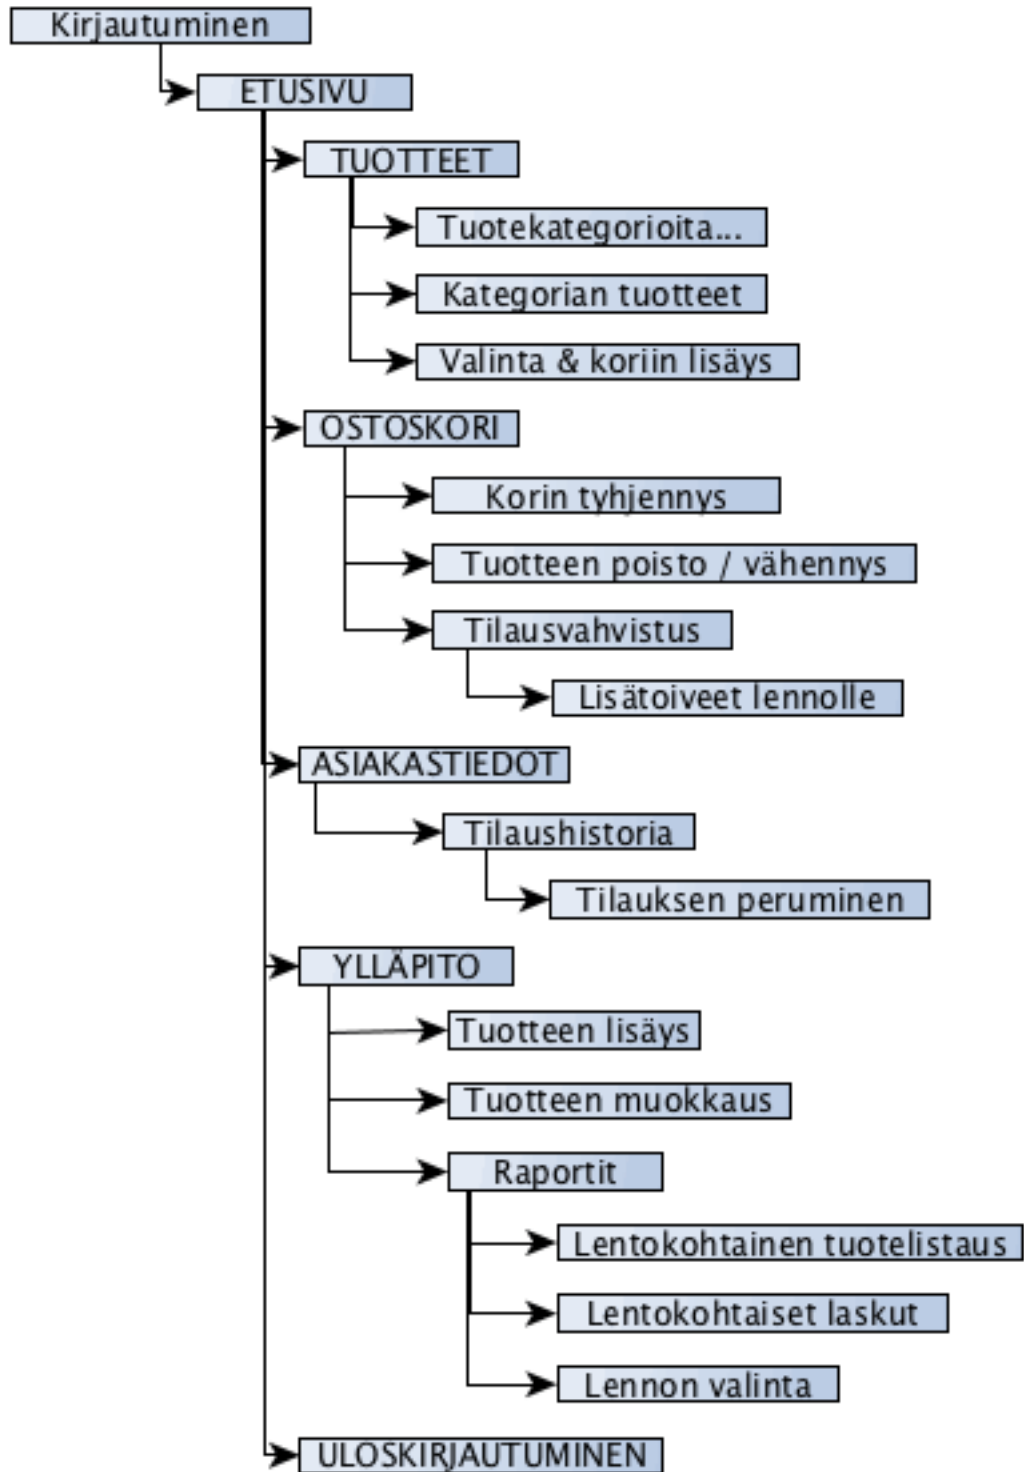 Kirjautuminen
ETUSIVU
TUOTTEET
Tuotekategorioita...
Kategorian tuotteet
Valinta & koriin lisäys
OSTOSKORI
Korin tyhjennys
Tuotteen poisto / vähennys
Tilausvahvistus
Lisätoiveet lennolle
ASIAKASTIEDOT
Tilaushistoria
Tilauksen peruminen
YLLÄPITO
Tuotteen lisäys
Tuotteen muokkaus
Raportit
Lentokohtainen tuotelistaus
Lentokohtaiset laskut
Lennon valinta
ULOSKIRJAUTUMINEN